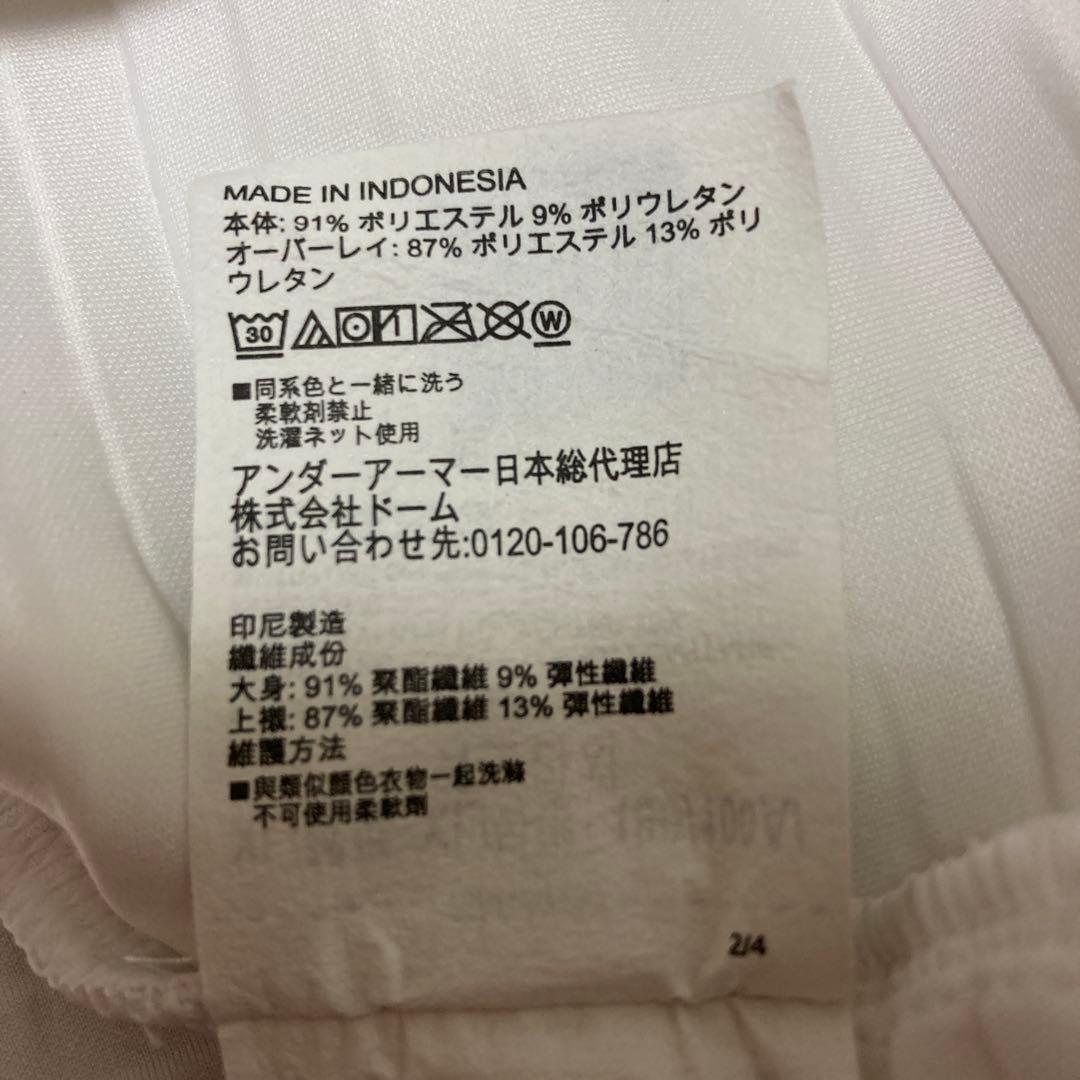 MADE IN INDONESIA
本体: 91% ポリエステル 9% ポリウレタン
オーバーレイ: 87% ポリエステル 13% ポリ
ウレタン
30
W
■同系色と一緒に洗う
柔軟剤禁止
洗濯ネット使用
アンダーアーマー日本総代理店
株式会社ドーム
お問い合わせ先:0120-106-786
印尼製造
纖維成份
大身: 91% 聚酯纖維 9% 彈性纖維
上襯: 87% 聚酯纖維 13% 彈性纖維
維護方法
■與類似顏色衣物一起洗滌
不可使用柔軟劑
2/4